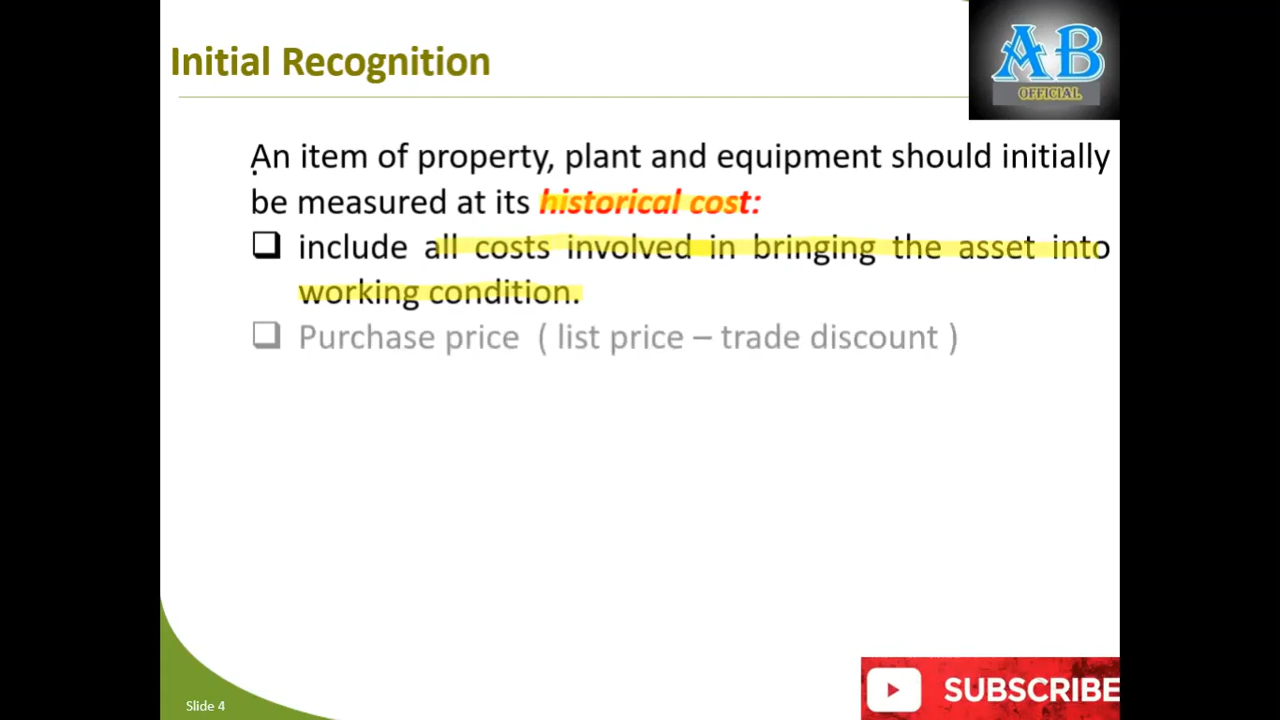 Initial Recognition
AB
OFFICIAL
An item of property, plant and equipment should initially
be measured at its historical cost:
include all costs involved in bringing the asset into
working condition.
Purchase price ( list price – trade discount )
Slide 4
SUBSCRIBE